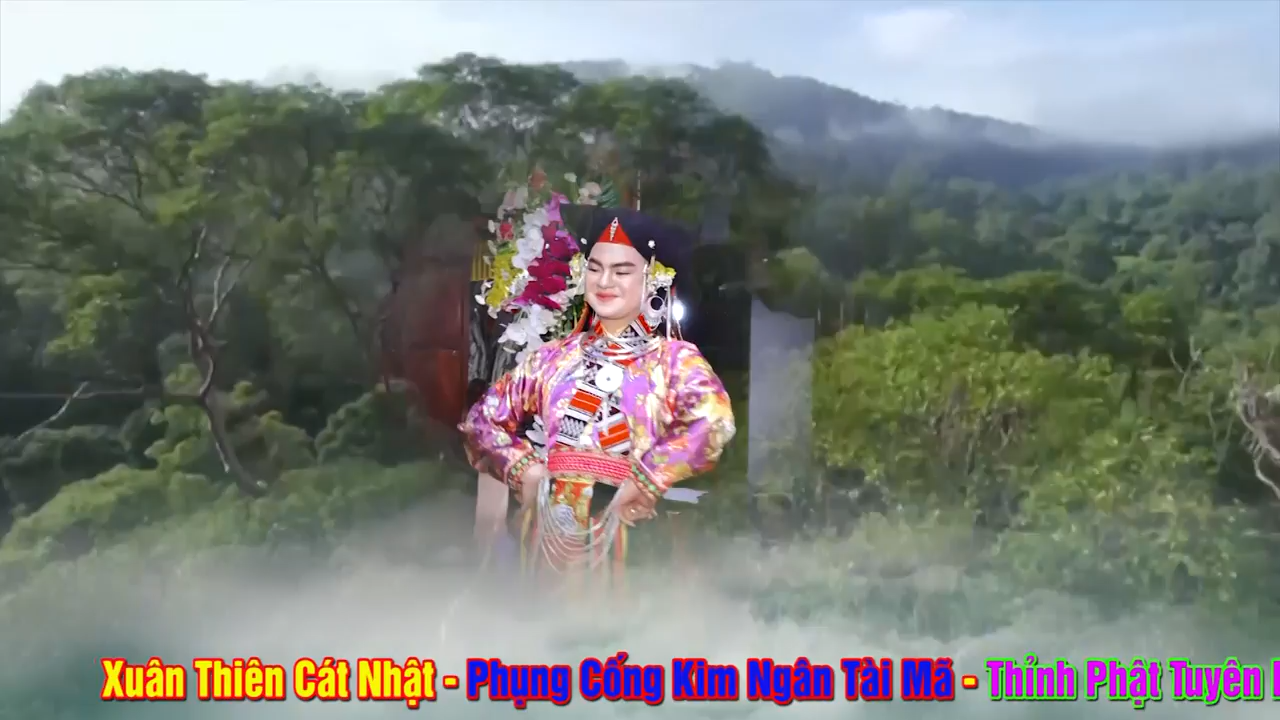 Xuân Thiên Cát Nhật - Phụng Cống Kim Ngân Tài Mã - Thỉnh Phật Tuyên